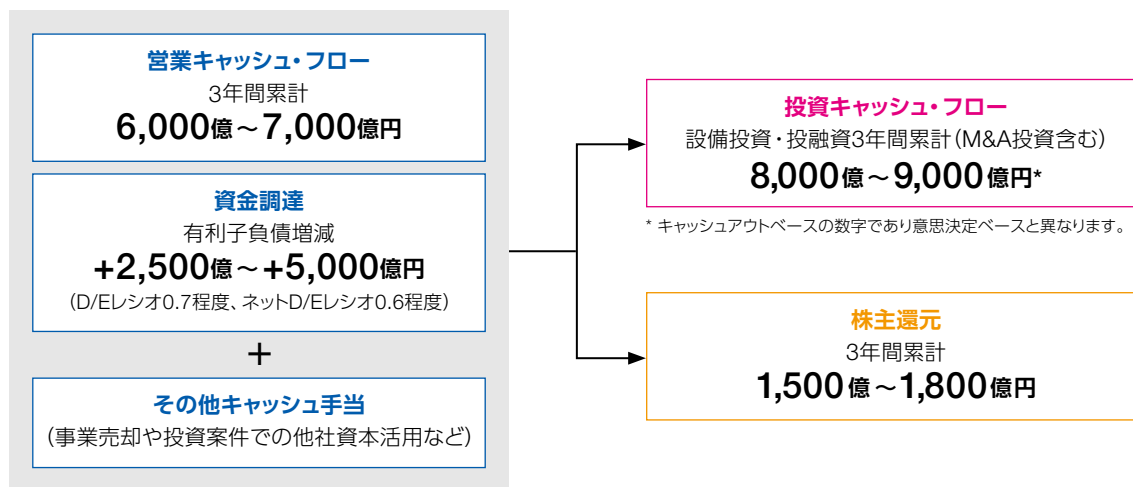 営業キャッシュ・フロー
3年間累計
6,000億～7,000億円
資金調達
有利子負債増減
+2,500億～+5,000億円
(D/Eレシオ0.7程度、ネットD/Eレシオ0.6程度)
+
その他キャッシュ手当
(事業売却や投資案件での他社資本活用など)
投資キャッシュ・フロー
設備投資・投融資3年間累計(M&A投資含む)
8,000億～9,000億円*
* キャッシュアウトベースの数字であり意思決定ベースと異なります。
株主還元
3年間累計
1,500億～1,800億円